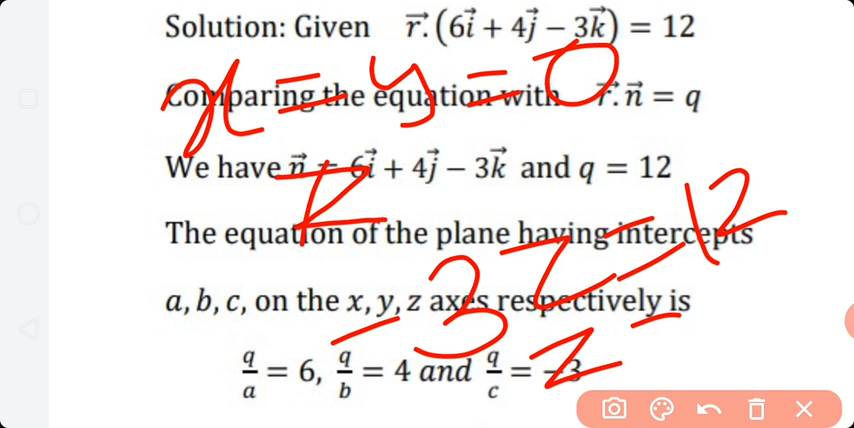 Solution: Given r⃗.(6i⃗ + 4j⃗ − 3k⃗) = 12
Comparing the equation with r⃗.n⃗ = q
We have n⃗ = 6i⃗ + 4j⃗ − 3k⃗ and q = 12
The equation of the plane having intercepts
a, b, c, on the x, y, z axes respectively is
q/a = 6, q/b = 4 and q/c = −3
x = y = 0
z
−3z = 12
z =